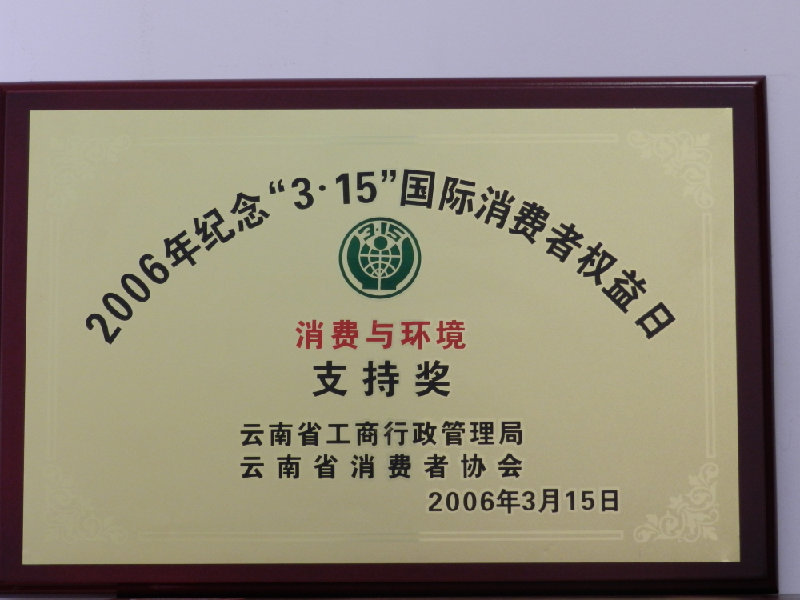 2006年纪念“3·15”国际消费者权益日
3·15
消费与环境
支持奖
云南省工商行政管理局
云南省消费者协会
2006年3月15日